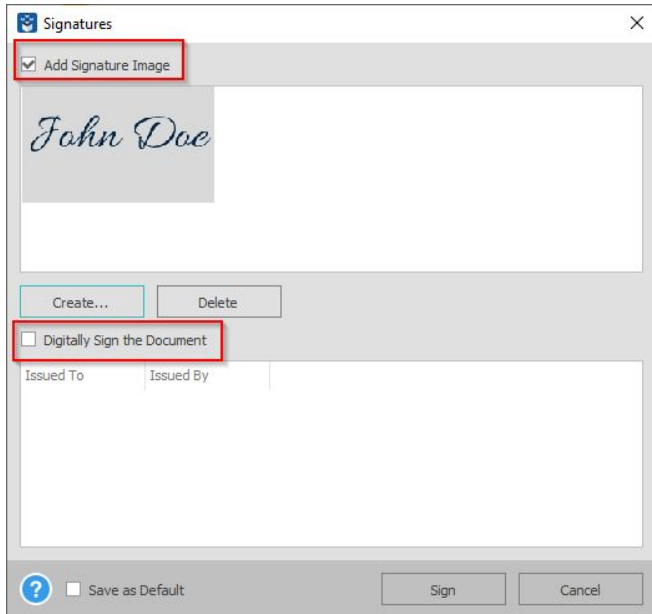 Signatures
Add Signature Image
John Doe
Create... Delete
Digitally Sign the Document
Issued To Issued By
? Save as Default Sign Cancel